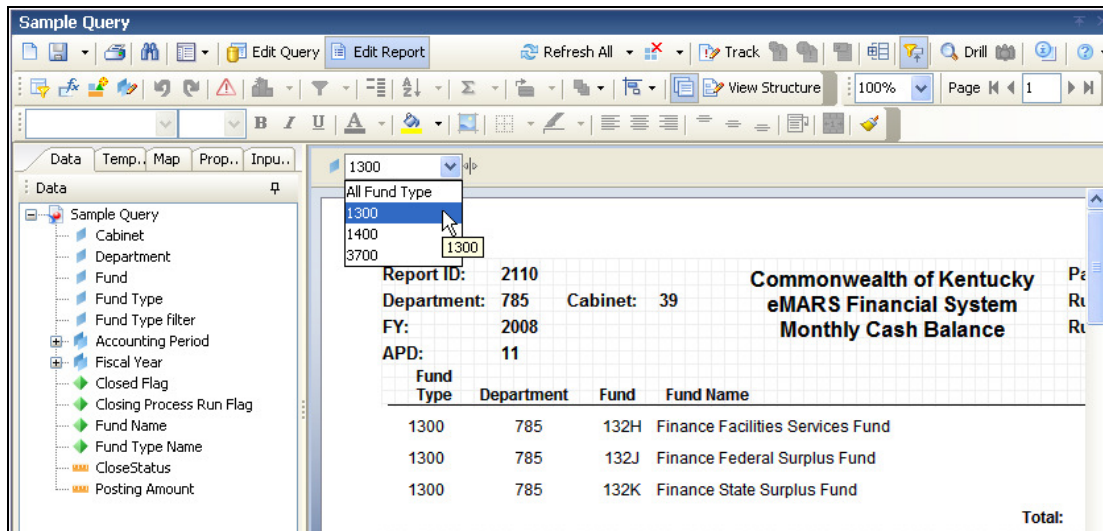 Sample Query
Edit Query Edit Report Refresh All Track Drill
View Structure 100% Page 1
B I U A
Data Temp.. Map Prop.. Inpu..
Data
Sample Query
Cabinet
Department
Fund
Fund Type
Fund Type filter
Accounting Period
Fiscal Year
Closed Flag
Closing Process Run Flag
Fund Name
Fund Type Name
CloseStatus
Posting Amount
1300
All Fund Type
1300
1400
3700
1300
Report ID: 2110 Commonwealth of Kentucky Pa
Department: 785 Cabinet: 39 eMARS Financial System Ru
FY: 2008 Monthly Cash Balance Ru
APD: 11
Fund
Type Department Fund Fund Name
1300 785 132H Finance Facilities Services Fund
1300 785 132J Finance Federal Surplus Fund
1300 785 132K Finance State Surplus Fund
Total: